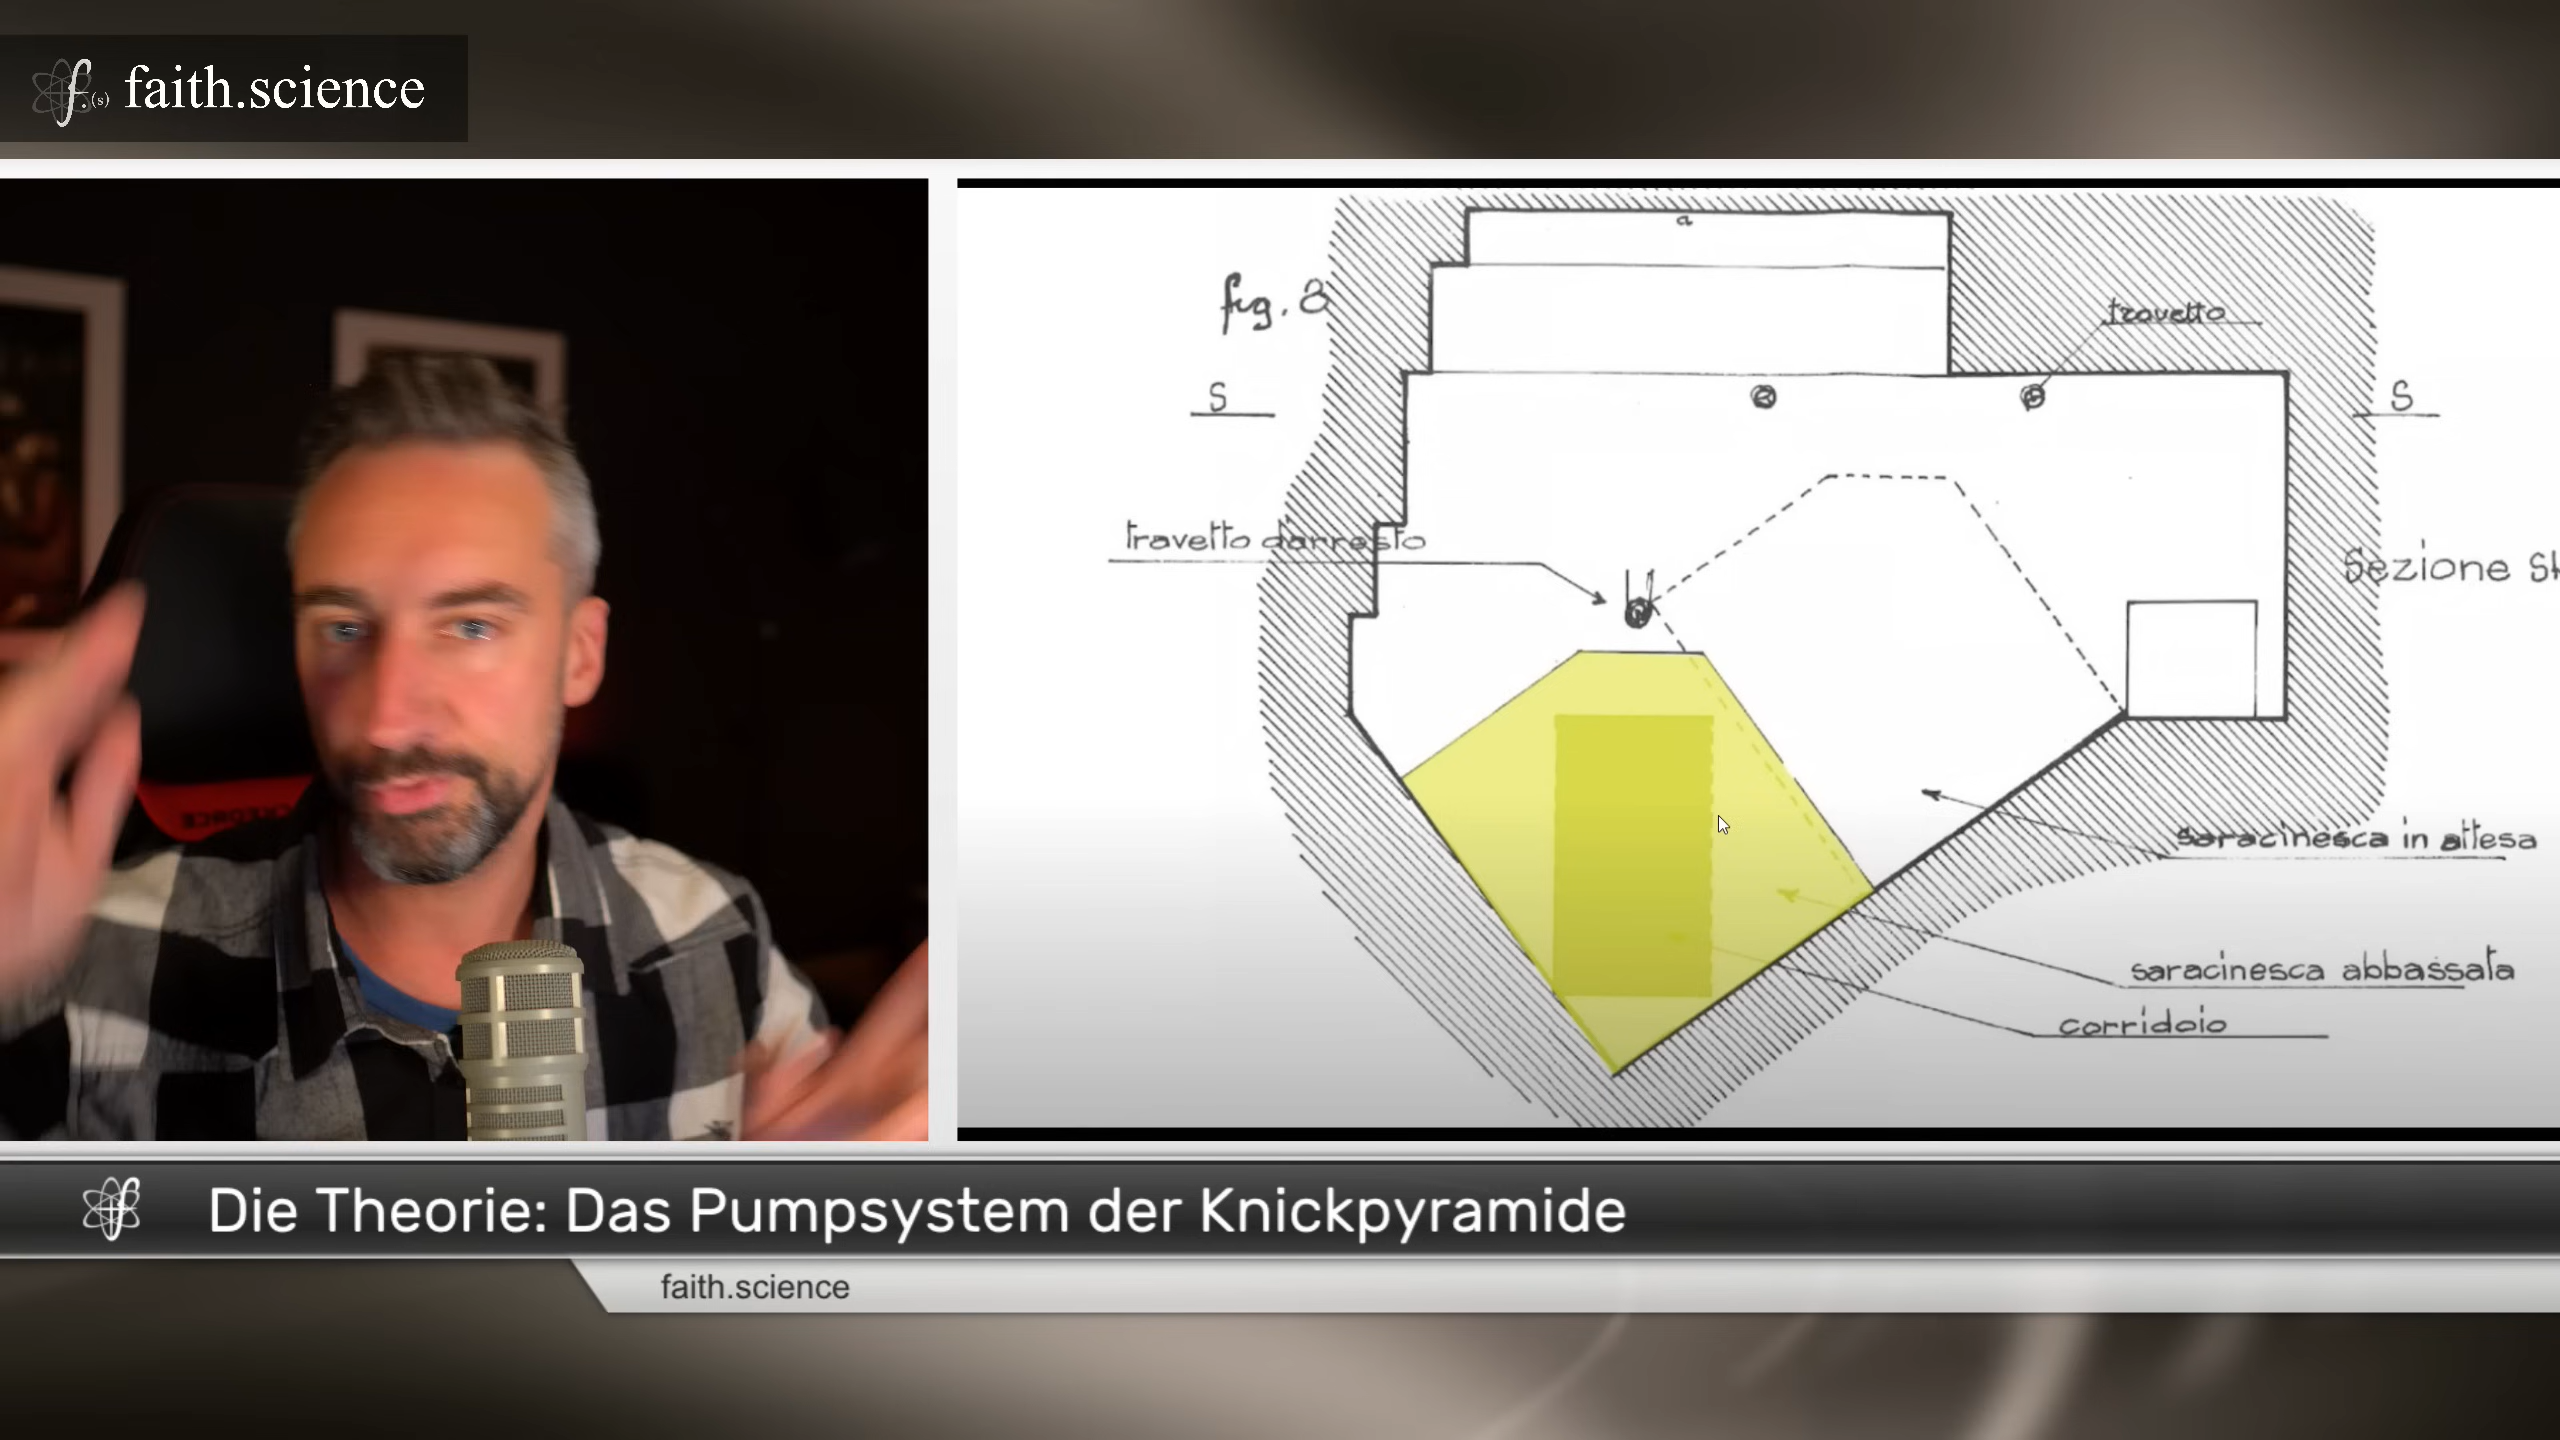 f.(s) faith.science
a
fig. 8
travetto
S
S
travetto d'arresto
Sezione
saracinesca in attesa
saracinesca abbassata
corridoio
Die Theorie: Das Pumpsystem der Knickpyramide
faith.science